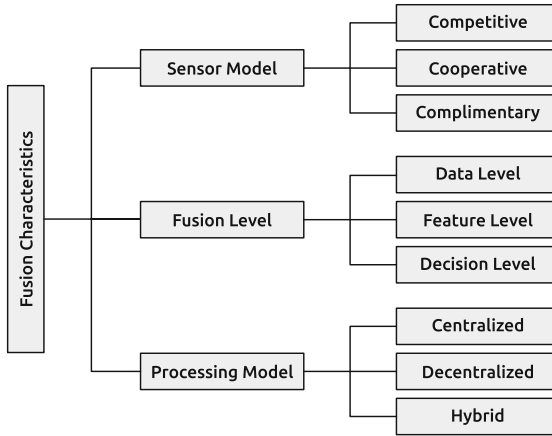 Fusion Characteristics
Sensor Model
Competitive
Cooperative
Complimentary
Fusion Level
Data Level
Feature Level
Decision Level
Processing Model
Centralized
Decentralized
Hybrid